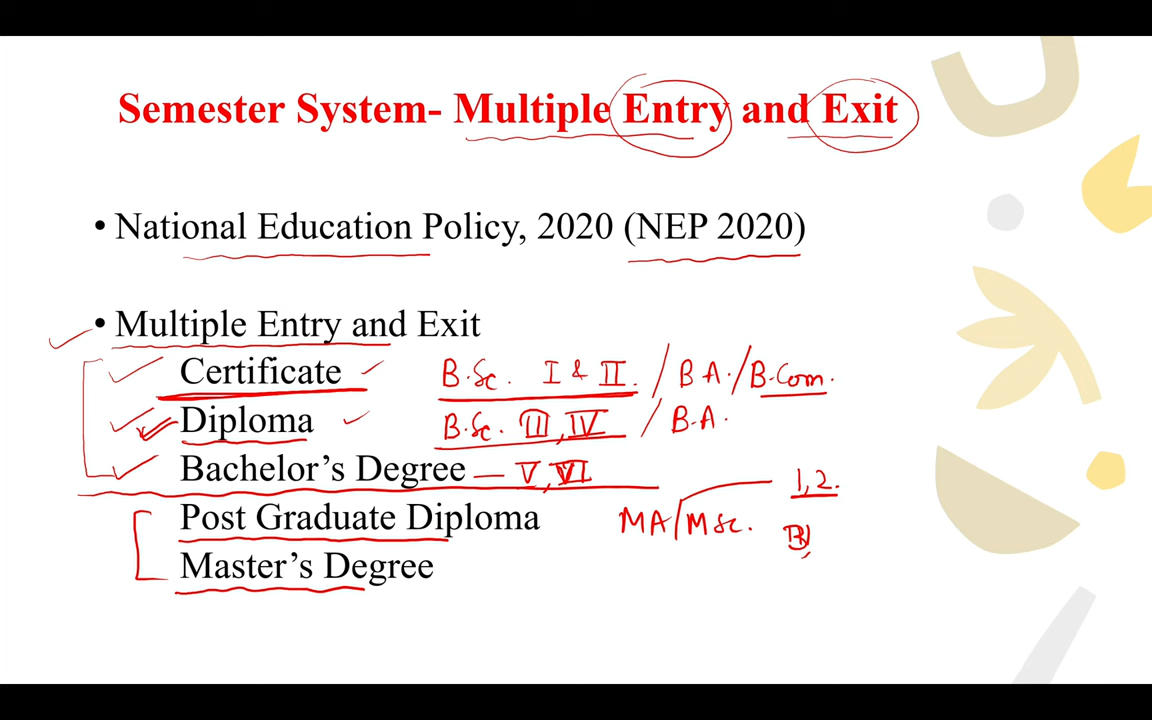 Semester System- Multiple Entry and Exit
• National Education Policy, 2020 (NEP 2020)
• Multiple Entry and Exit
Certificate B.Sc. I & II. / B A. / B.Com.
Diploma B.Sc. III, IV / B.A.
Bachelor's Degree — V, VI
1,2.
Post Graduate Diploma MA/M Sc.
Master's Degree